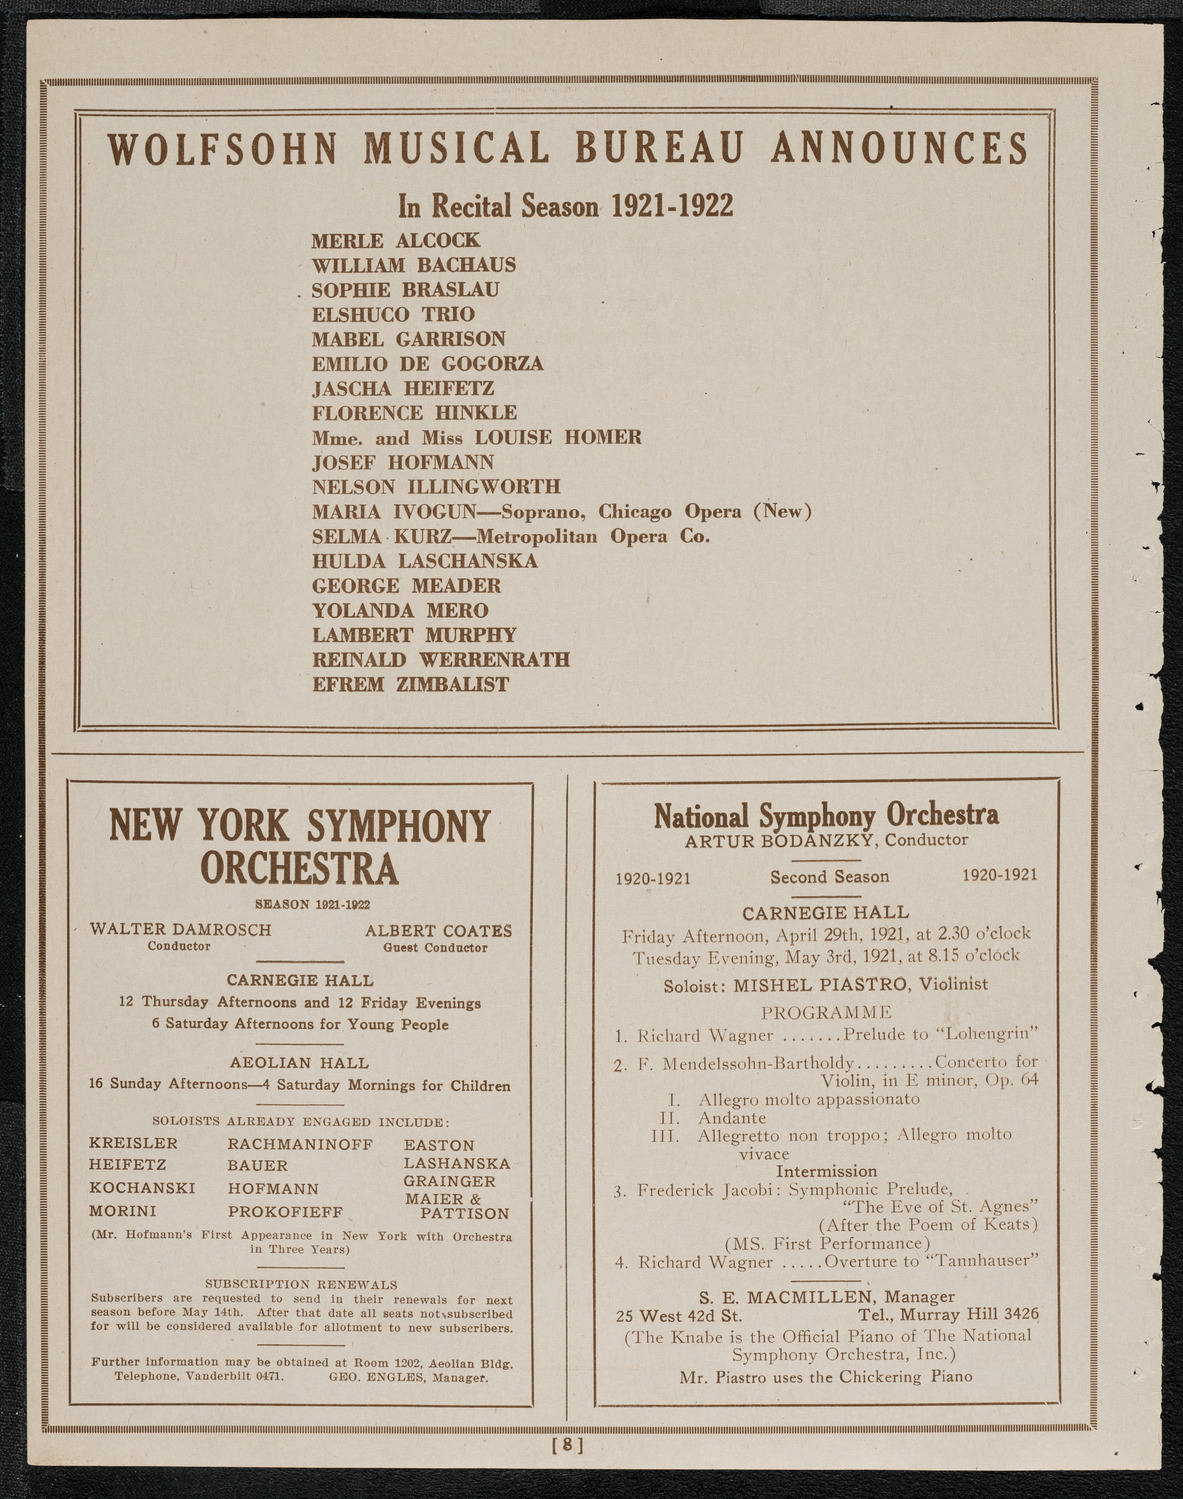 WOLFSOHN MUSICAL BUREAU ANNOUNCES
In Recital Season 1921-1922
MERLE ALCOCK
WILLIAM BACHAUS
SOPHIE BRASLAU
ELSHUCO TRIO
MABEL GARRISON
EMILIO DE GOGORZA
JASCHA HEIFETZ
FLORENCE HINKLE
Mme. and Miss LOUISE HOMER
JOSEF HOFMANN
NELSON ILLINGWORTH
MARIA IVOGUN—Soprano, Chicago Opera (New)
SELMA KURZ—Metropolitan Opera Co.
HULDA LASCHANSKA
GEORGE MEADER
YOLANDA MERO
LAMBERT MURPHY
REINALD WERRENRATH
EFREM ZIMBALIST
NEW YORK SYMPHONY
ORCHESTRA
SEASON 1921-1922
WALTER DAMROSCH ALBERT COATES
Conductor Guest Conductor
CARNEGIE HALL
12 Thursday Afternoons and 12 Friday Evenings
6 Saturday Afternoons for Young People
AEOLIAN HALL
16 Sunday Afternoons—4 Saturday Mornings for Children
SOLOISTS ALREADY ENGAGED INCLUDE:
KREISLER RACHMANINOFF EASTON
HEIFETZ BAUER LASHANSKA
GRAINGER
KOCHANSKI HOFMANN MAIER &
MORINI PROKOFIEFF PATTISON
(Mr. Hofmann's First Appearance in New York with Orchestra
in Three Years)
SUBSCRIPTION RENEWALS
Subscribers are requested to send in their renewals for next
season before May 14th. After that date all seats not subscribed
for will be considered available for allotment to new subscribers.
Further information may be obtained at Room 1202, Aeolian Bldg.
Telephone, Vanderbilt 0471. GEO. ENGLES, Manager.
National Symphony Orchestra
ARTUR BODANZKY, Conductor
1920-1921 Second Season 1920-1921
CARNEGIE HALL
Friday Afternoon, April 29th, 1921, at 2.30 o'clock
Tuesday Evening, May 3rd, 1921, at 8.15 o'clock
Soloist: MISHEL PIASTRO, Violinist
PROGRAMME
1. Richard Wagner .......Prelude to "Lohengrin"
2. F. Mendelssohn-Bartholdy.........Concerto for
Violin, in E minor, Op. 64
I. Allegro molto appassionato
II. Andante
III. Allegretto non troppo; Allegro molto
vivace
Intermission
3. Frederick Jacobi: Symphonic Prelude,
"The Eve of St. Agnes"
(After the Poem of Keats)
(MS. First Performance)
4. Richard Wagner .....Overture to "Tannhauser"
S. E. MACMILLEN, Manager
25 West 42d St. Tel., Murray Hill 3426
(The Knabe is the Official Piano of The National
Symphony Orchestra, Inc.)
Mr. Piastro uses the Chickering Piano
[ 8 ]